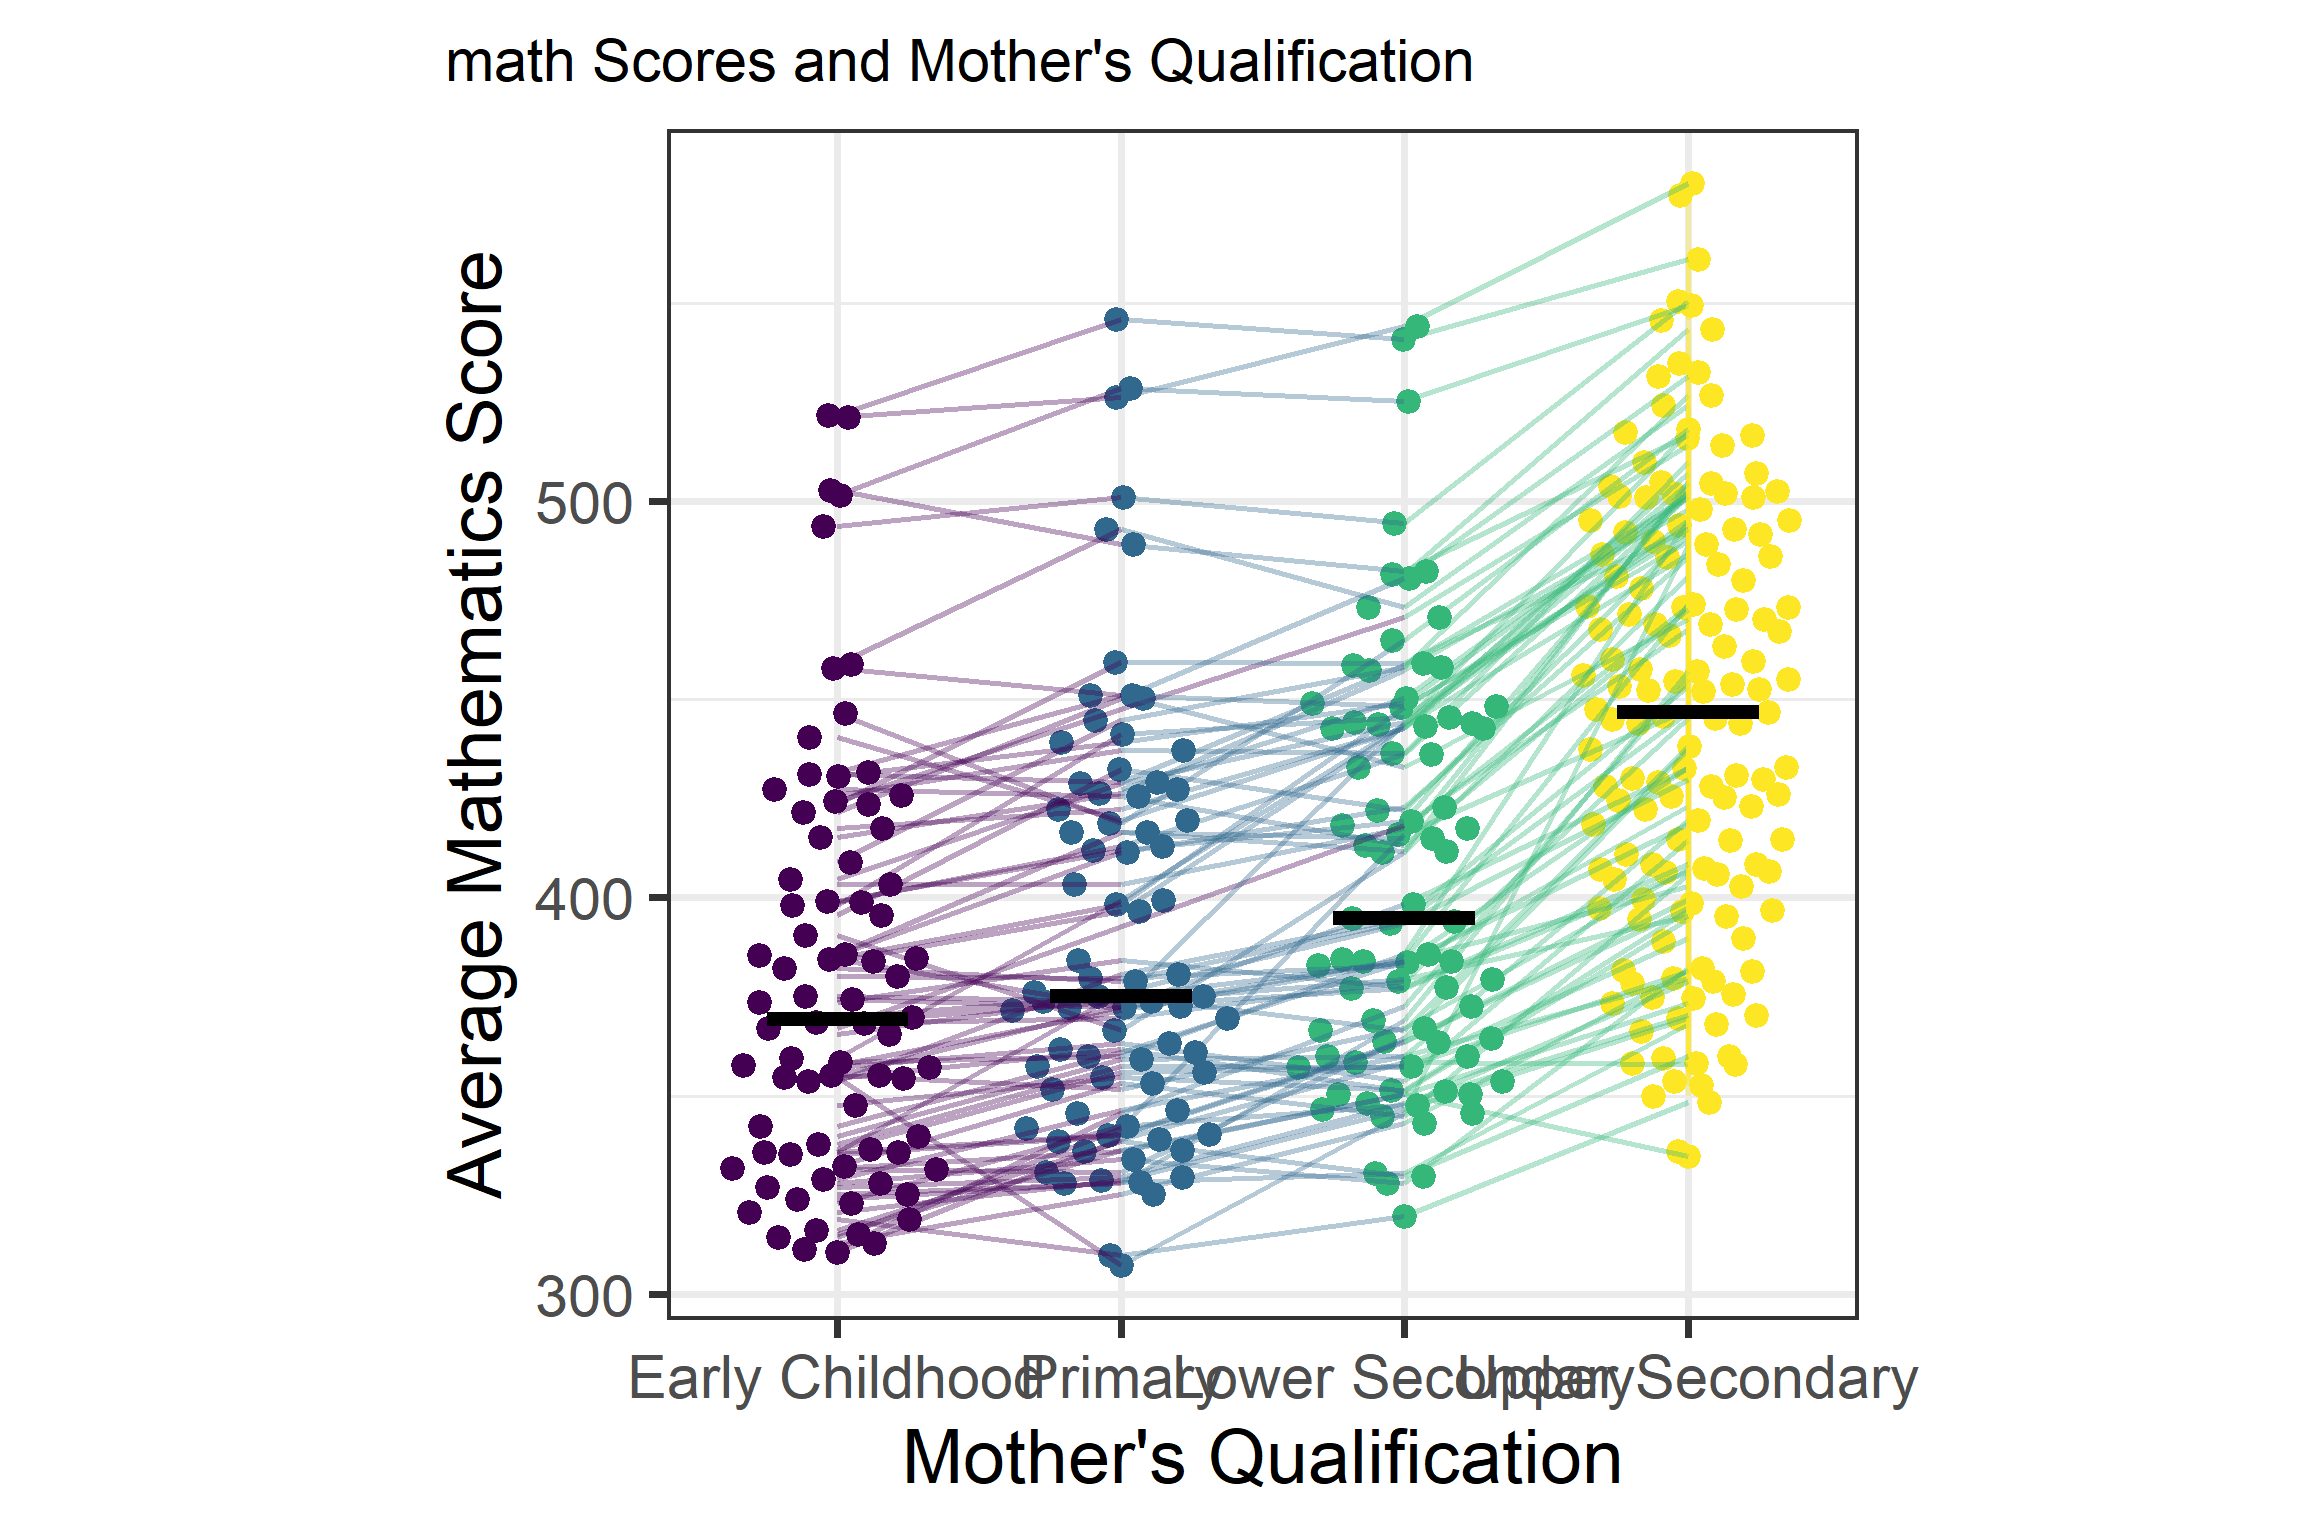 math Scores and Mother's Qualification
Average Mathematics Score
500
400
300
Early Childhood
Primary
Lower Secondary
Upper Secondary
Mother's Qualification